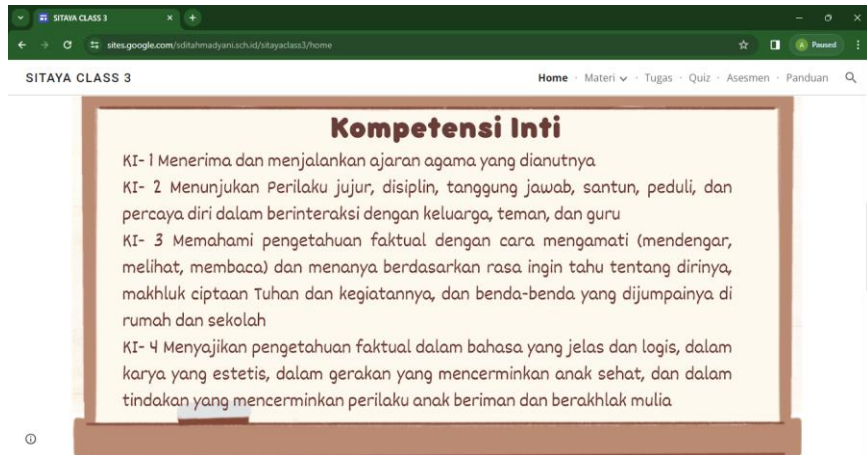 SITAYA CLASS 3
sites.google.com/sditahmadyani.sch.id/sitayaclass3/home
A
Paused
SITAYA CLASS 3
Home · Materi · Tugas · Quiz · Asesmen · Panduan
Kompetensi Inti
KI- 1 Menerima dan menjalankan ajaran agama yang dianutnya
KI- 2 Menunjukan Perilaku jujur, disiplin, tanggung jawab, santun, peduli, dan
percaya diri dalam berinteraksi dengan keluarga, teman, dan guru
KI- 3 Memahami pengetahuan faktual dengan cara mengamati (mendengar,
melihat, membaca) dan menanya berdasarkan rasa ingin tahu tentang dirinya,
makhluk ciptaan Tuhan dan kegiatannya, dan benda-benda yang dijumpainya di
rumah dan sekolah
KI- 4 Menyajikan pengetahuan faktual dalam bahasa yang jelas dan logis, dalam
karya yang estetis, dalam gerakan yang mencerminkan anak sehat, dan dalam
tindakan yang mencerminkan perilaku anak beriman dan berakhlak mulia